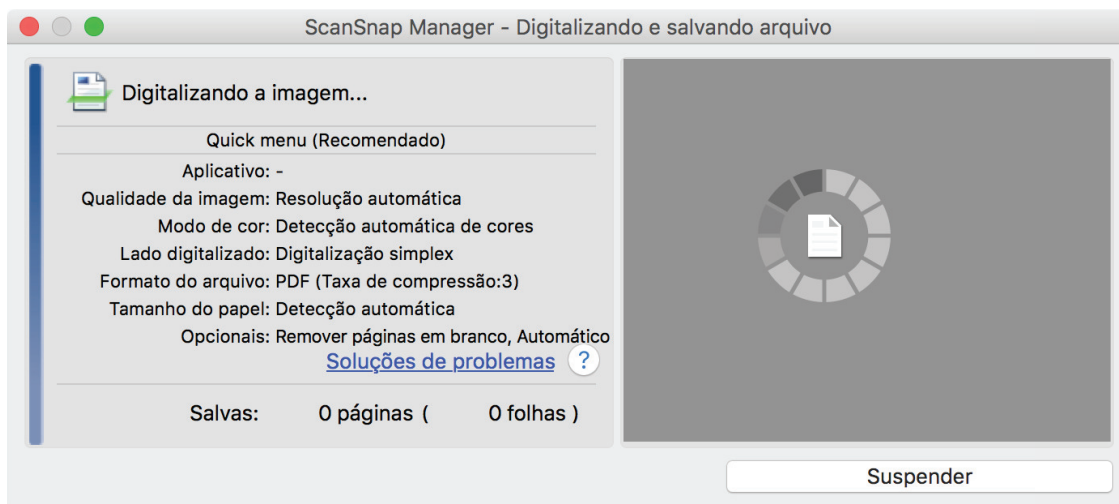 ScanSnap Manager - Digitalizando e salvando arquivo
Digitalizando a imagem...
Quick menu (Recomendado)
Aplicativo: -
Qualidade da imagem: Resolução automática
Modo de cor: Detecção automática de cores
Lado digitalizado: Digitalização simplex
Formato do arquivo: PDF (Taxa de compressão:3)
Tamanho do papel: Detecção automática
Opcionais: Remover páginas em branco, Automático
Soluções de problemas ?
Salvas: 0 páginas ( 0 folhas )
Suspender